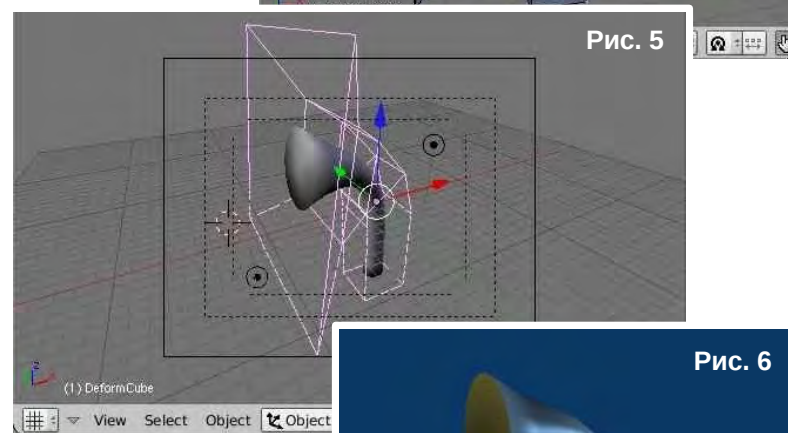 Рис. 5
(1) DeformCube
View Select Object Object
Рис. 6